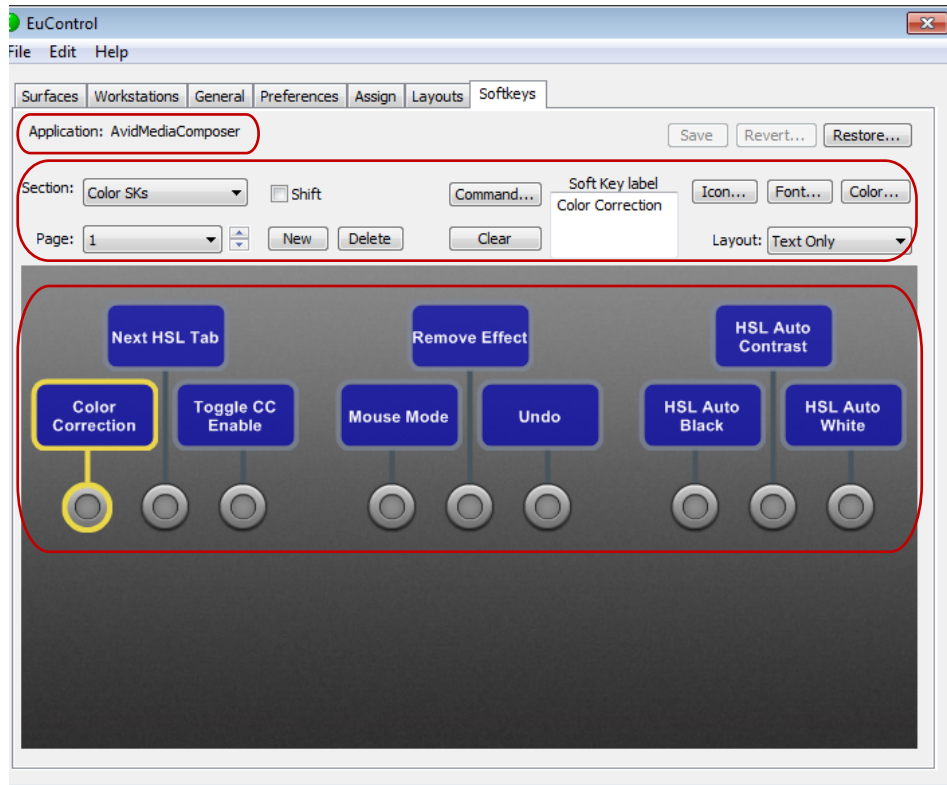 EuControl
File Edit Help
Surfaces Workstations General Preferences Assign Layouts Softkeys
Application: AvidMediaComposer
Save Revert... Restore...
Section: Color SKs Shift Command... Soft Key label Icon... Font... Color...
Color Correction
Page: 1 New Delete Clear Layout: Text Only
Next HSL Tab
Remove Effect
HSL Auto
Contrast
Color
Correction
Toggle CC
Enable
Mouse Mode
Undo
HSL Auto
Black
HSL Auto
White